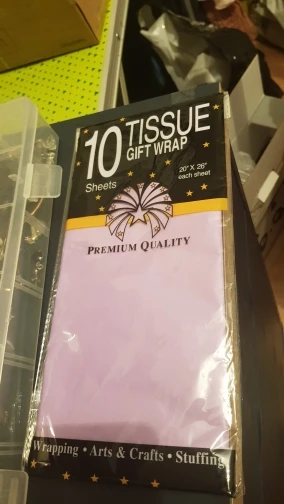 10 TISSUE
GIFT WRAP
Sheets
20" X 26"
each sheet
PREMIUM QUALITY
Wrapping • Arts & Crafts • Stuffing